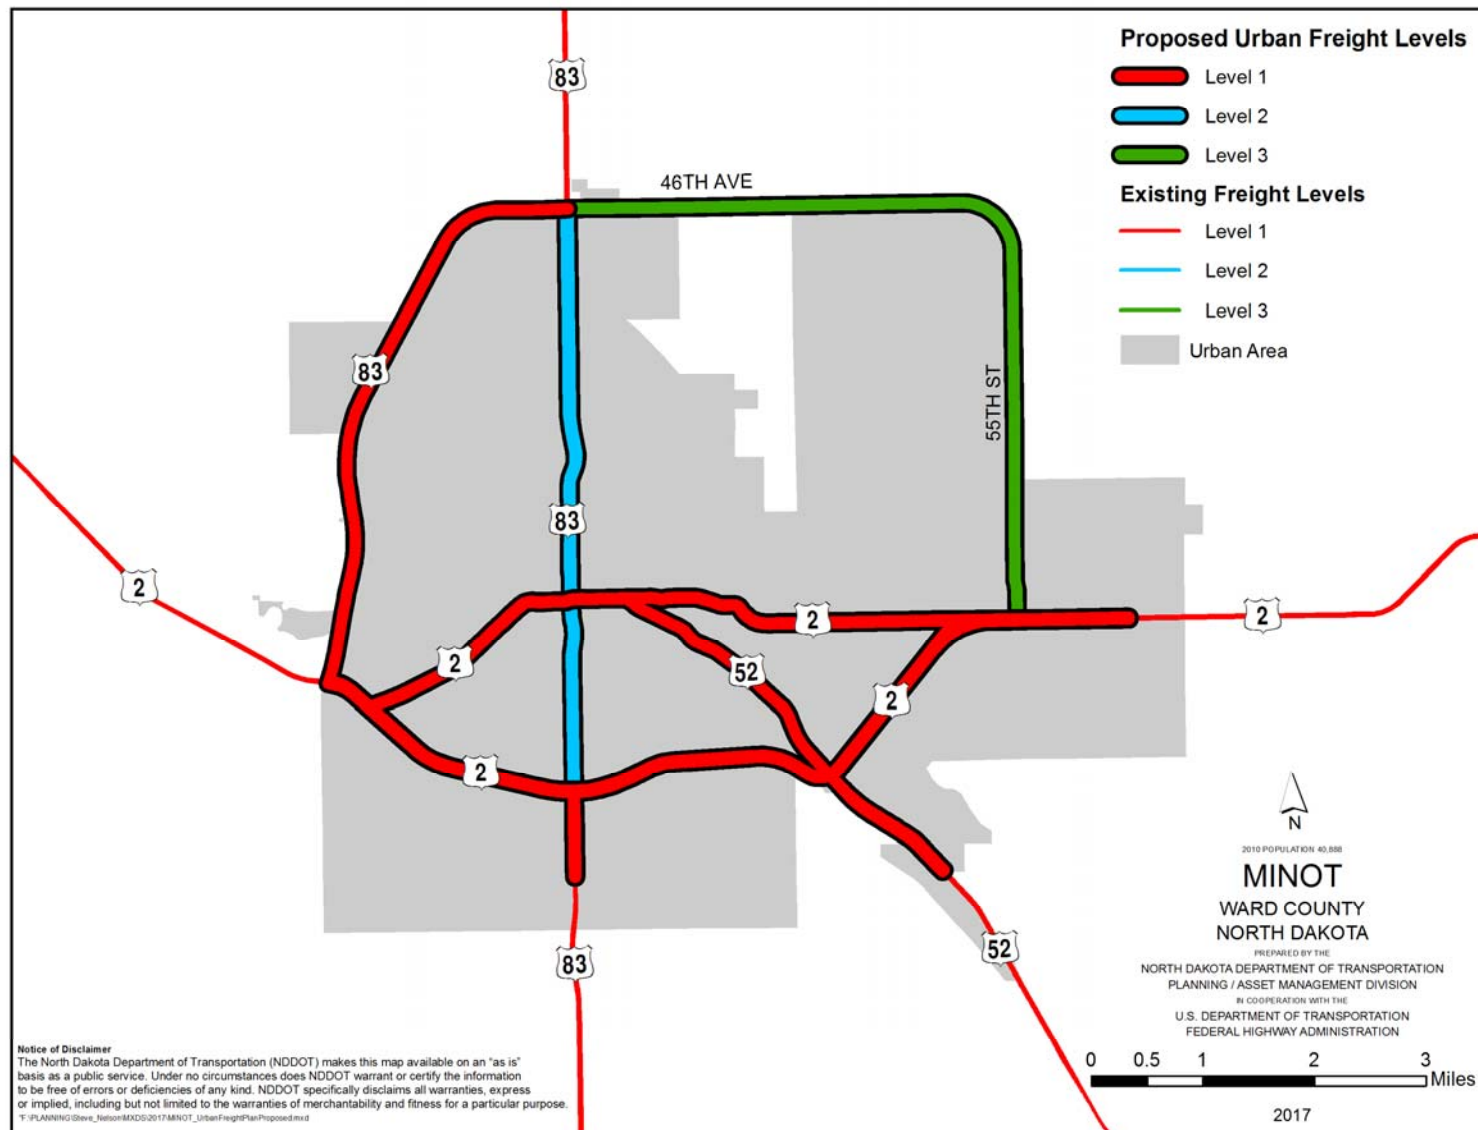 Proposed Urban Freight Levels
Level 1
Level 2
Level 3
Existing Freight Levels
Level 1
Level 2
Level 3
Urban Area
83
46TH AVE
83
55TH ST
83
2
2
2
2
52
2
2
83
52
N
2010 POPULATION 40,888
MINOT
WARD COUNTY
NORTH DAKOTA
PREPARED BY THE
NORTH DAKOTA DEPARTMENT OF TRANSPORTATION
PLANNING / ASSET MANAGEMENT DIVISION
IN COOPERATION WITH THE
U.S. DEPARTMENT OF TRANSPORTATION
FEDERAL HIGHWAY ADMINISTRATION
0 0.5 1 2 3
Miles
2017
Notice of Disclaimer
The North Dakota Department of Transportation (NDDOT) makes this map available on an "as is"
basis as a public service. Under no circumstances does NDDOT warrant or certify the information
to be free of errors or deficiencies of any kind. NDDOT specifically disclaims all warranties, express
or implied, including but not limited to the warranties of merchantability and fitness for a particular purpose.
"F:\PLANNING\Steve_Nelson\MXDS\2017\MINOT_UrbanFreightPlanProposed.mxd